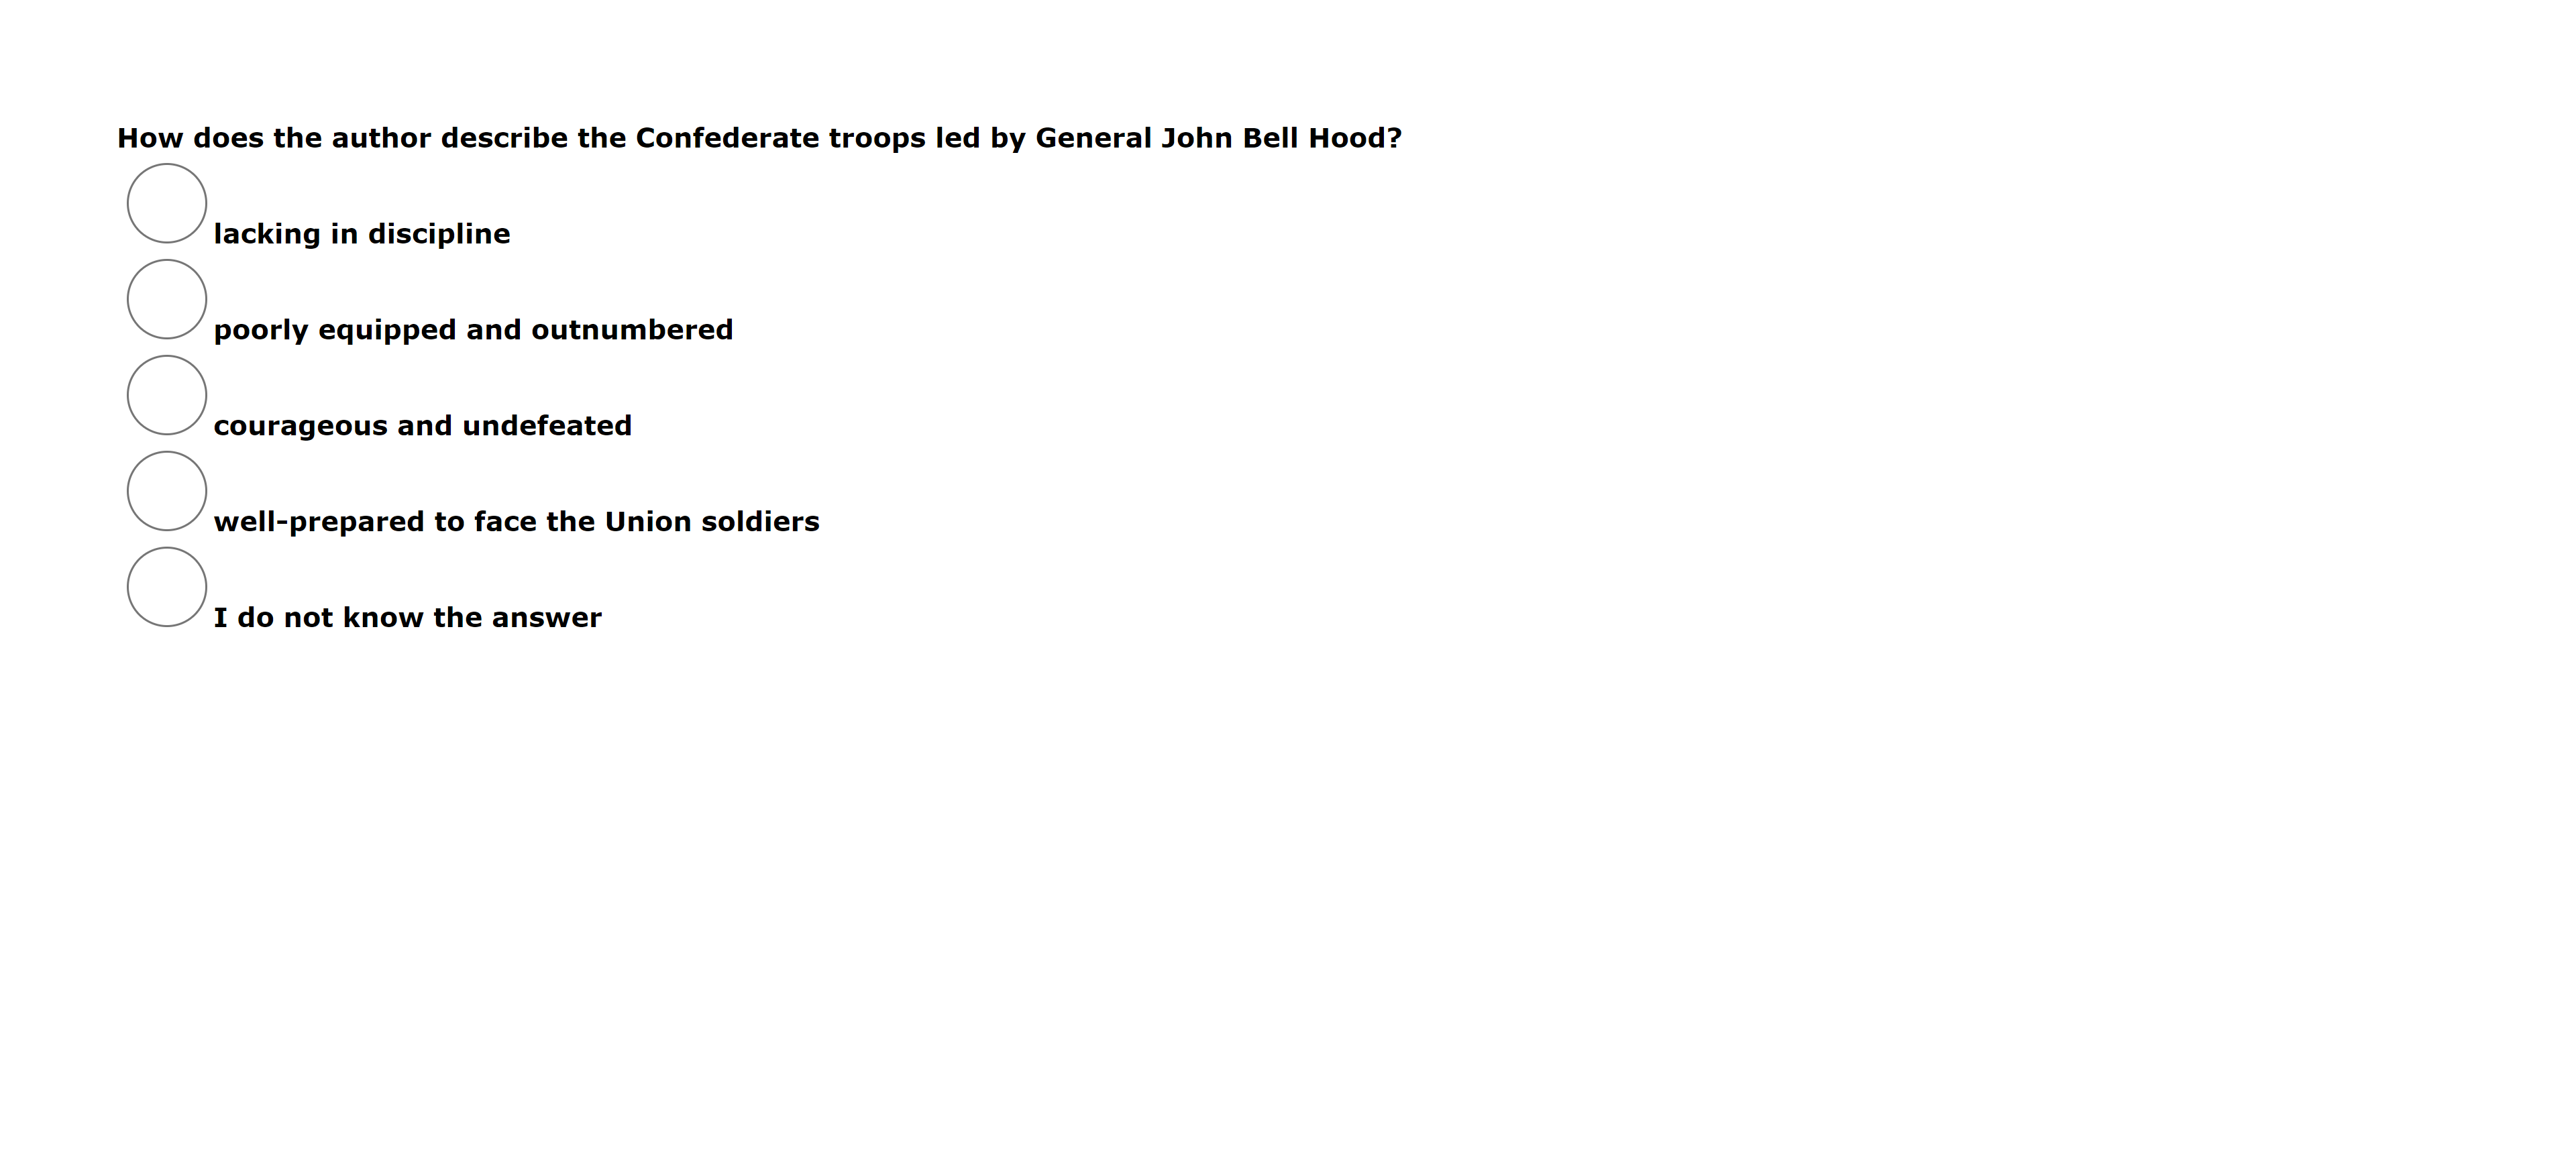 How does the author describe the Confederate troops led by General John Bell Hood?
lacking in discipline
poorly equipped and outnumbered
courageous and undefeated
well-prepared to face the Union soldiers
I do not know the answer